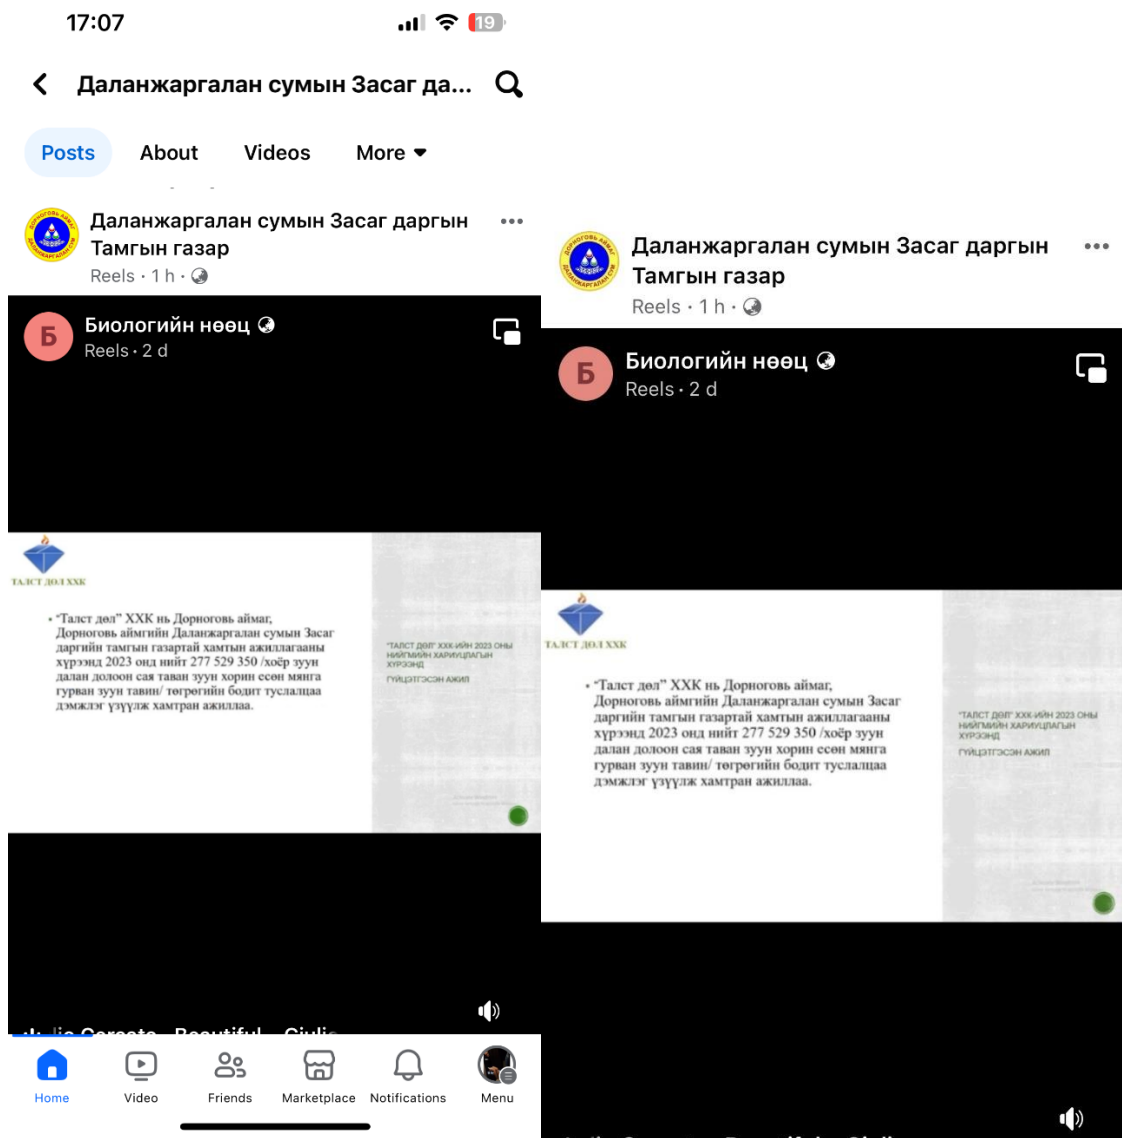 17:07
19
Даланжаргалан сумын Засаг да...
Posts
About
Videos
More
Даланжаргалан сумын Засаг даргын
Тамгын газар
Reels · 1 h ·
Б
Биологийн нөөц
Reels · 2 d
ТАЛСТ ДӨЛ ХХК
• "Талст дөл" ХХК нь Дорноговь аймаг,
Дорноговь аймгийн Даланжаргалан сумын Засаг
даргийн тамгын газартай хамтын ажиллагааны
хүрээнд 2023 онд нийт 277 529 350 /хоёр зуун
далан долоон сая таван зуун хорин есөн мянга
гурван зуун тавин/ төгрөгийн бодит туслалцаа
дэмжлэг үзүүлж хамтран ажиллаа.
"ТАЛСТ ДӨЛ" ХХК-ИЙН 2023 ОНЫ
НИЙГМИЙН ХАРИУЦЛАГЫН
ХҮРЭЭНД
ГҮЙЦЭТГЭСЭН АЖИЛ
Home
Video
Friends
Marketplace
Notifications
Menu
Даланжаргалан сумын Засаг даргын
Тамгын газар
Reels · 1 h ·
Б
Биологийн нөөц
Reels · 2 d
ТАЛСТ ДӨЛ ХХК
• "Талст дөл" ХХК нь Дорноговь аймаг,
Дорноговь аймгийн Даланжаргалан сумын Засаг
даргийн тамгын газартай хамтын ажиллагааны
хүрээнд 2023 онд нийт 277 529 350 /хоёр зуун
далан долоон сая таван зуун хорин есөн мянга
гурван зуун тавин/ төгрөгийн бодит туслалцаа
дэмжлэг үзүүлж хамтран ажиллаа.
"ТАЛСТ ДӨЛ" ХХК-ИЙН 2023 ОНЫ
НИЙГМИЙН ХАРИУЦЛАГЫН
ХҮРЭЭНД
ГҮЙЦЭТГЭСЭН АЖИЛ